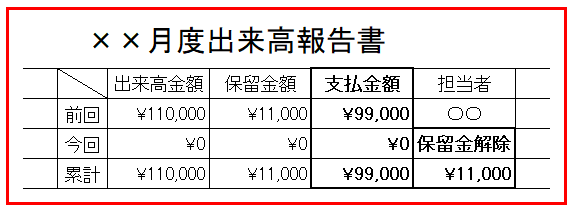 ××月度出来高報告書
出来高金額 保留金額 支払金額 担当者
前回 ¥110,000 ¥11,000 ¥99,000 〇〇
今回 ¥0 ¥0 ¥0 保留金解除
累計 ¥110,000 ¥11,000 ¥99,000 ¥11,000